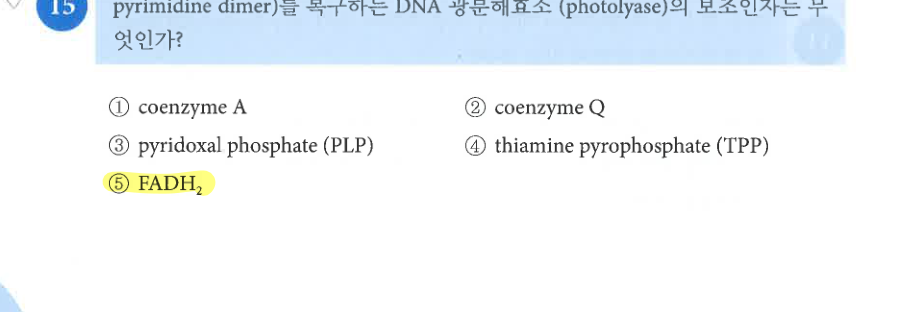 15
pyrimidine dimer)를 복구하는 DNA 광분해효소 (photolyase)의 보조인자는 무
엇인가?
① coenzyme A
② coenzyme Q
③ pyridoxal phosphate (PLP)
④ thiamine pyrophosphate (TPP)
⑤ FADH₂